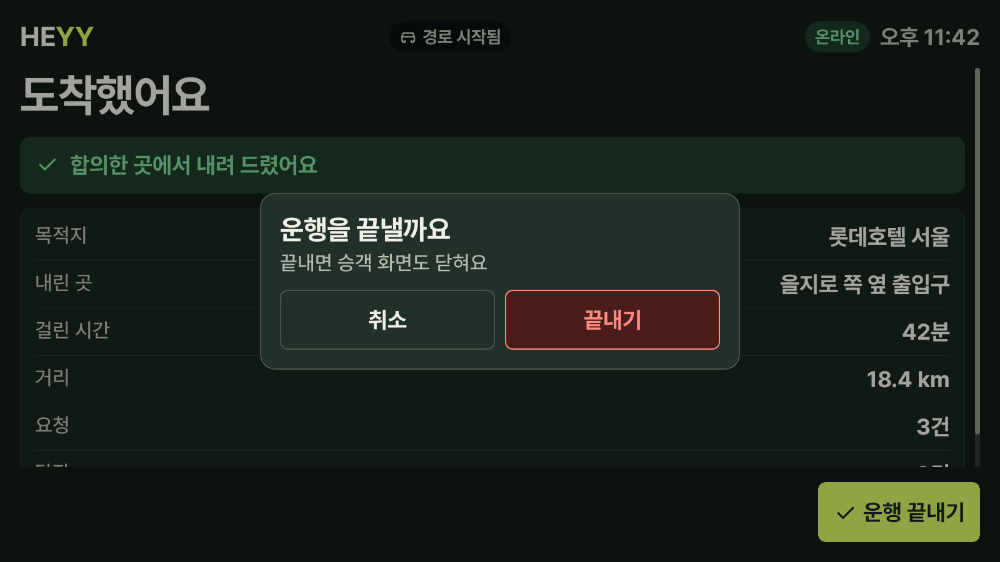 HEYY
경로 시작됨
온라인 오후 11:42
도착했어요
합의한 곳에서 내려 드렸어요
운행을 끝낼까요
끝내면 승객 화면도 닫혀요
취소 끝내기
목적지 롯데호텔 서울
내린 곳 을지로 쪽 옆 출입구
걸린 시간 42분
거리 18.4 km
요청 3건
운행 끝내기